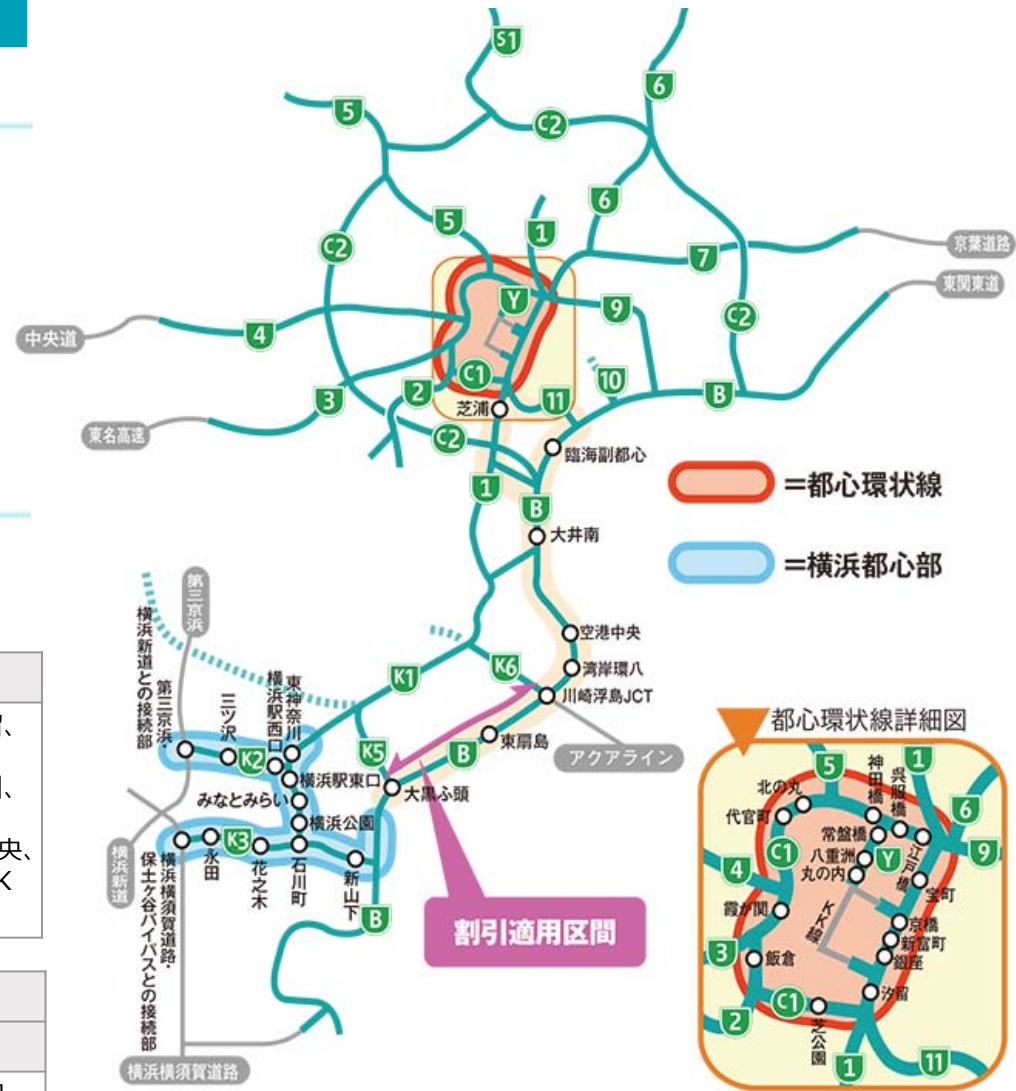 S1
6
5
C2
6
5
1
C2
7
京葉道路
東関東道
Y
9
C2
中央道
4
C1
10
2
11
B
3
芝浦
東名高速
C2
臨海副都心
=都心環状線
1
B
大井南
=横浜都心部
第三京浜
横浜新道との接続部
第三京浜・
空港中央
湾岸環八
K1
K6
川崎浮島JCT
三ツ沢
横浜駅西口
東神奈川
東扇島
アクアライン
K2
K5
B
横浜駅東口
大黒ふ頭
みなとみらい
横浜公園
K3
永田
花之木
石川町
新山下
横浜新道
横浜横須賀道路・
保土ヶ谷バイパスとの接続部
B
割引適用区間
横浜横須賀道路
都心環状線詳細図
5
神田橋
呉服橋
1
6
北の丸
代官町
常盤橋
C1
Y
江戸橋
9
八重洲
丸の内
4
宝町
KK線
霞が関
京橋
新富町
3
飯倉
銀座
C1
汐留
2
芝公園
1
11
、
、
央、
K